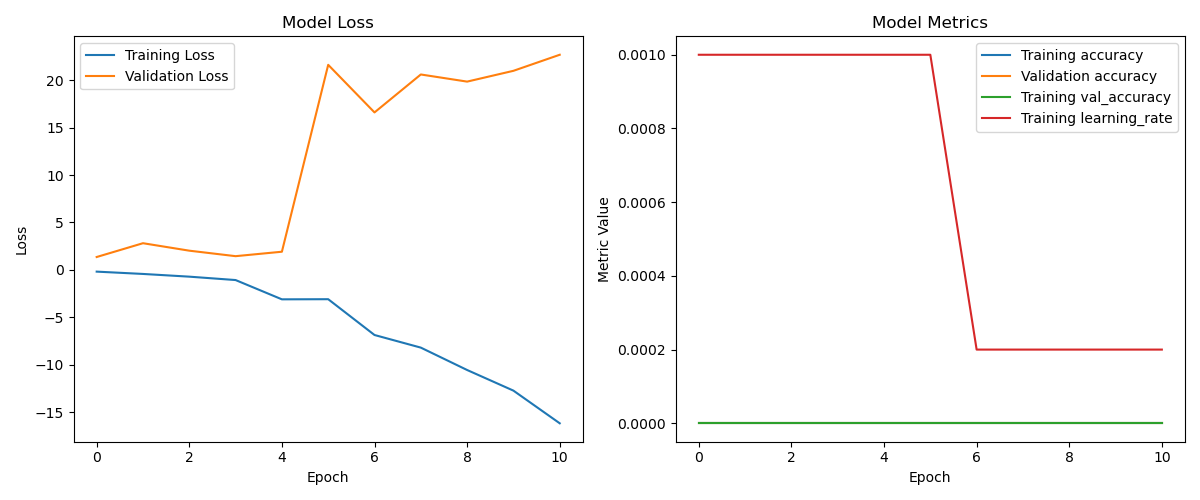 Model Loss
Training Loss
Validation Loss
20
15
10
5
0
−5
−10
−15
Loss
0 2 4 6 8 10
Epoch
Model Metrics
Training accuracy
Validation accuracy
Training val_accuracy
Training learning_rate
0.0010
0.0008
0.0006
0.0004
0.0002
0.0000
Metric Value
0 2 4 6 8 10
Epoch